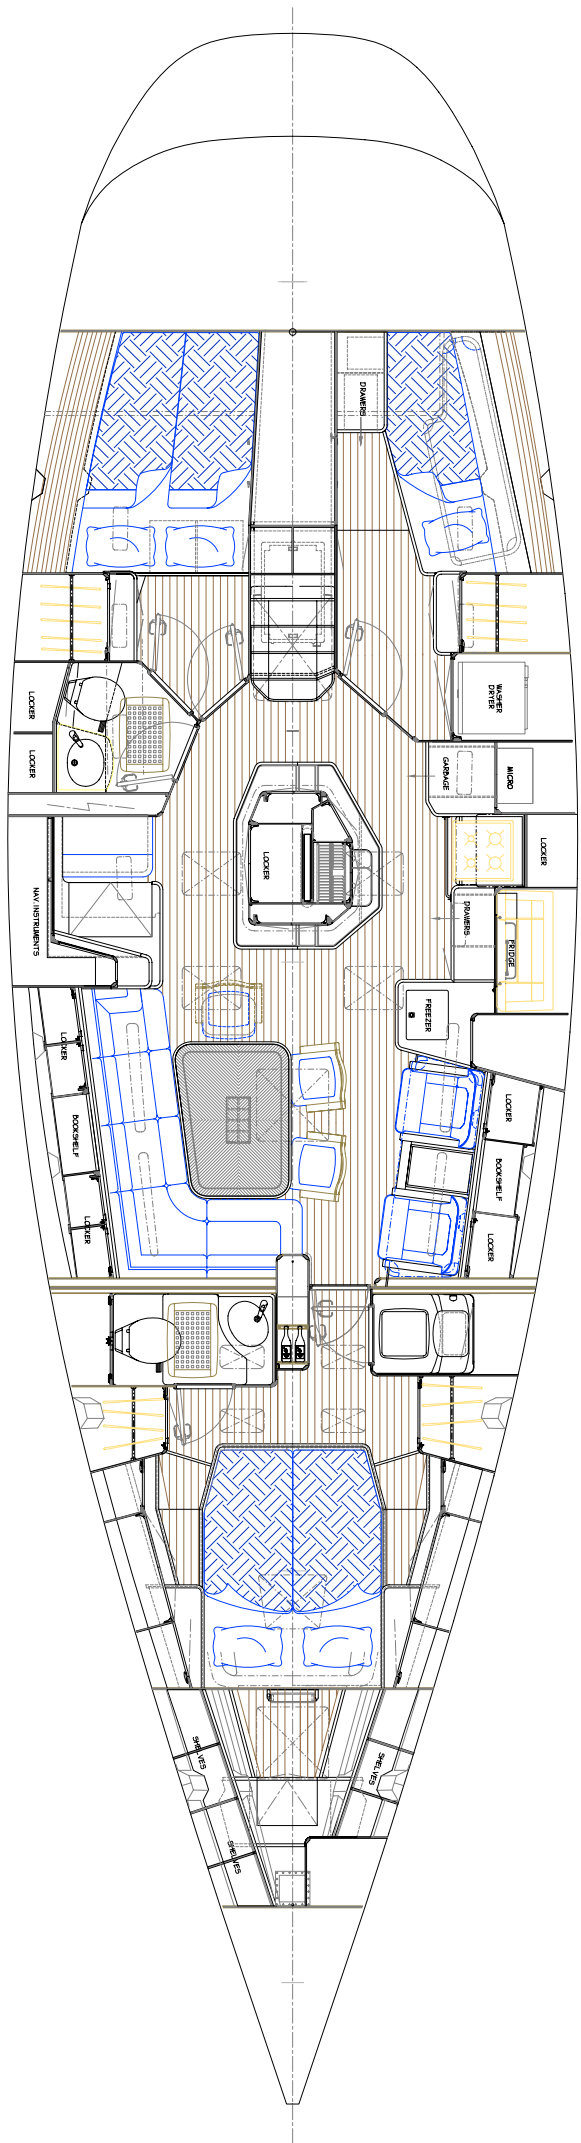 DRAWERS
LOCKER
WASHER
DRYER
LOCKER
GARBAGE
MICRO
LOCKER
LOCKER
NAV. INSTRUMENTS
DRAWERS
FRIDGE
FREEZER
LOCKER
LOCKER
BOOKSHELF
BOOKSHELF
LOCKER
LOCKER
SHELVES
SHELVES
SHELVES